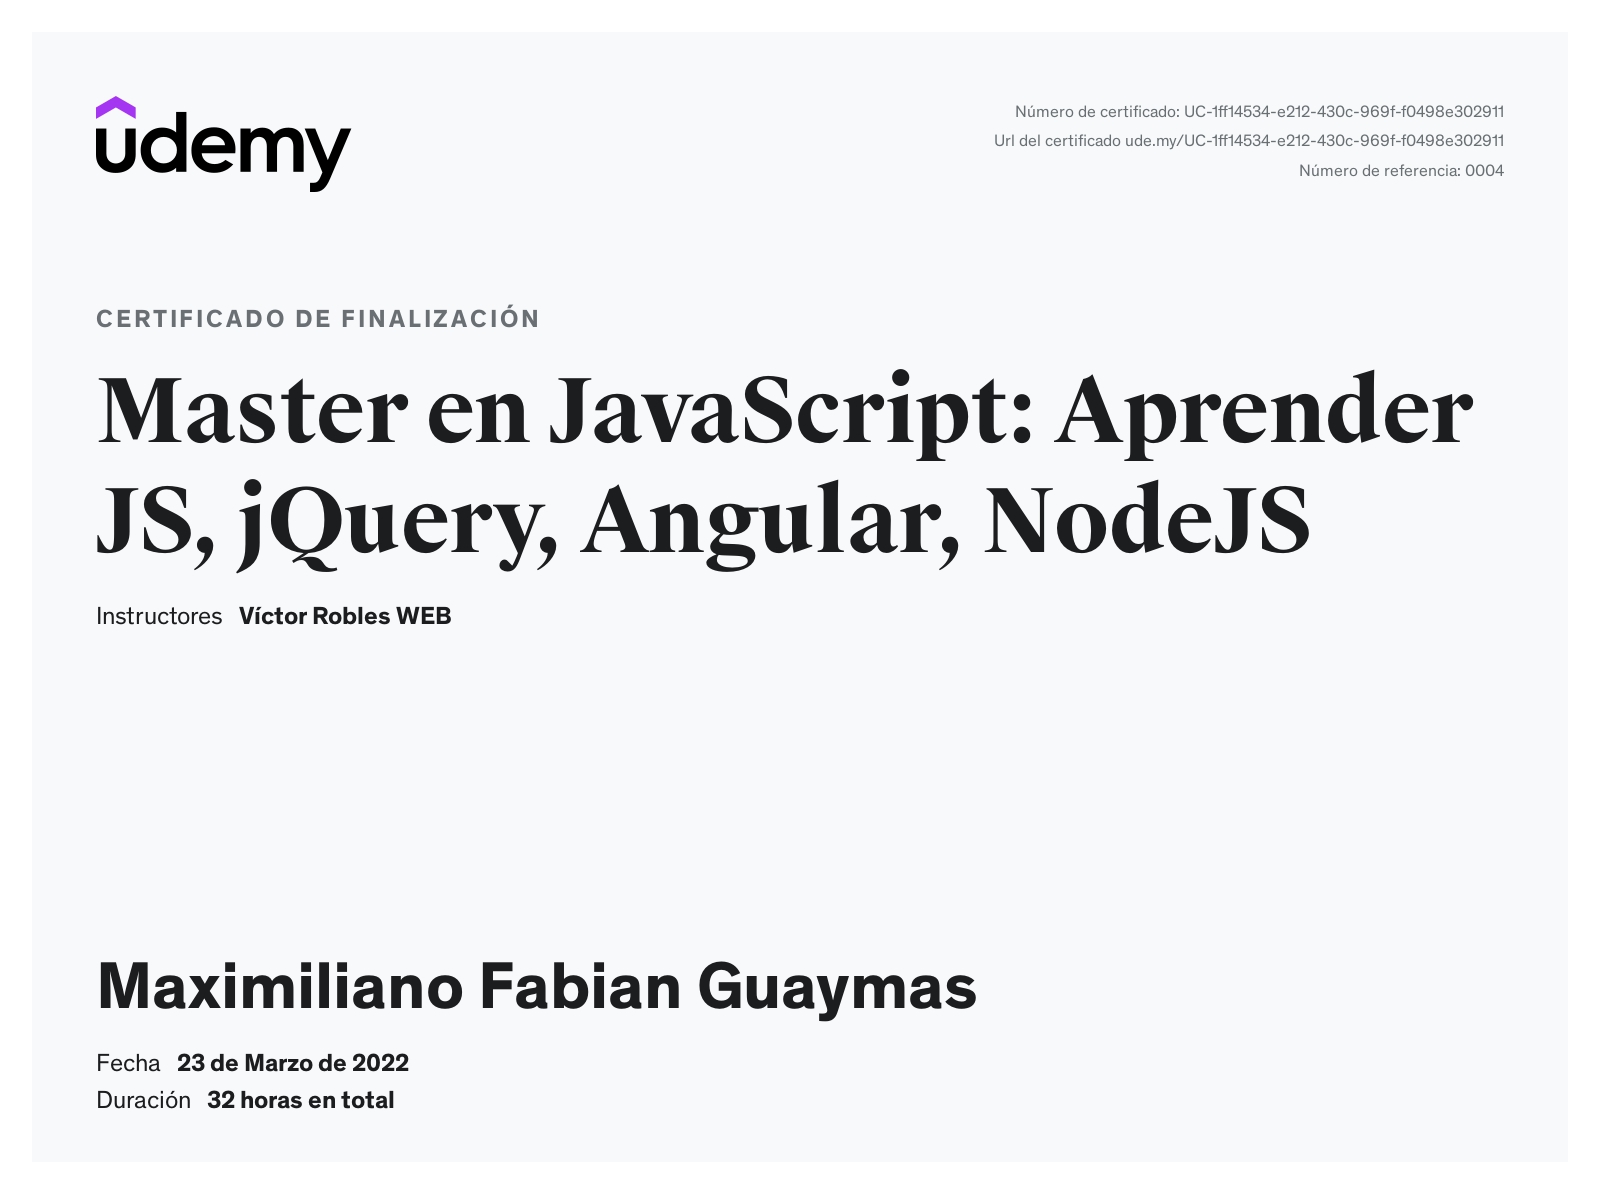 udemy
Número de certificado: UC-1ff14534-e212-430c-969f-f0498e302911
Url del certificado ude.my/UC-1ff14534-e212-430c-969f-f0498e302911
Número de referencia: 0004
CERTIFICADO DE FINALIZACIÓN
Master en JavaScript: Aprender
JS, jQuery, Angular, NodeJS
Instructores Víctor Robles WEB
Maximiliano Fabian Guaymas
Fecha 23 de Marzo de 2022
Duración 32 horas en total